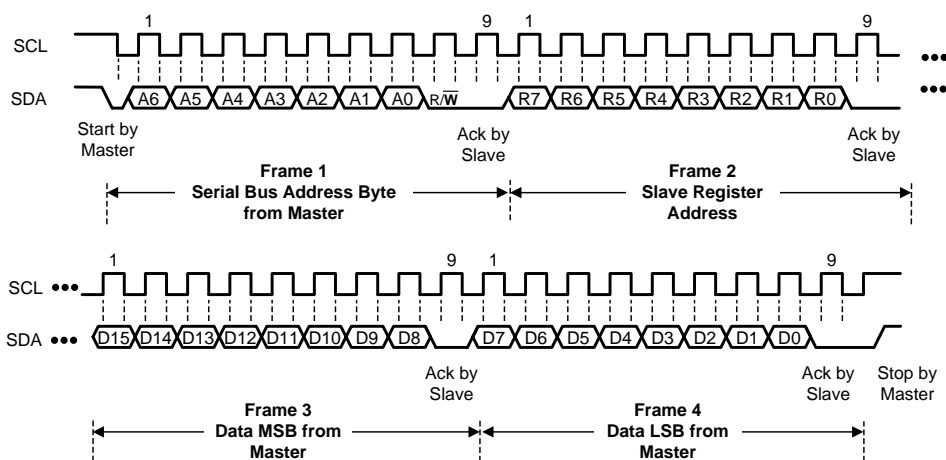 1 9 1 9
SCL
SDA A6 A5 A4 A3 A2 A1 A0 R/W̅ R7 R6 R5 R4 R3 R2 R1 R0
Start by
Master
Ack by
Slave
Ack by
Slave
Frame 1
Serial Bus Address Byte
from Master
Frame 2
Slave Register
Address
1 9 1 9
SCL
SDA D15 D14 D13 D12 D11 D10 D9 D8 D7 D6 D5 D4 D3 D2 D1 D0
Ack by
Slave
Ack by
Slave
Stop by
Master
Frame 3
Data MSB from
Master
Frame 4
Data LSB from
Master